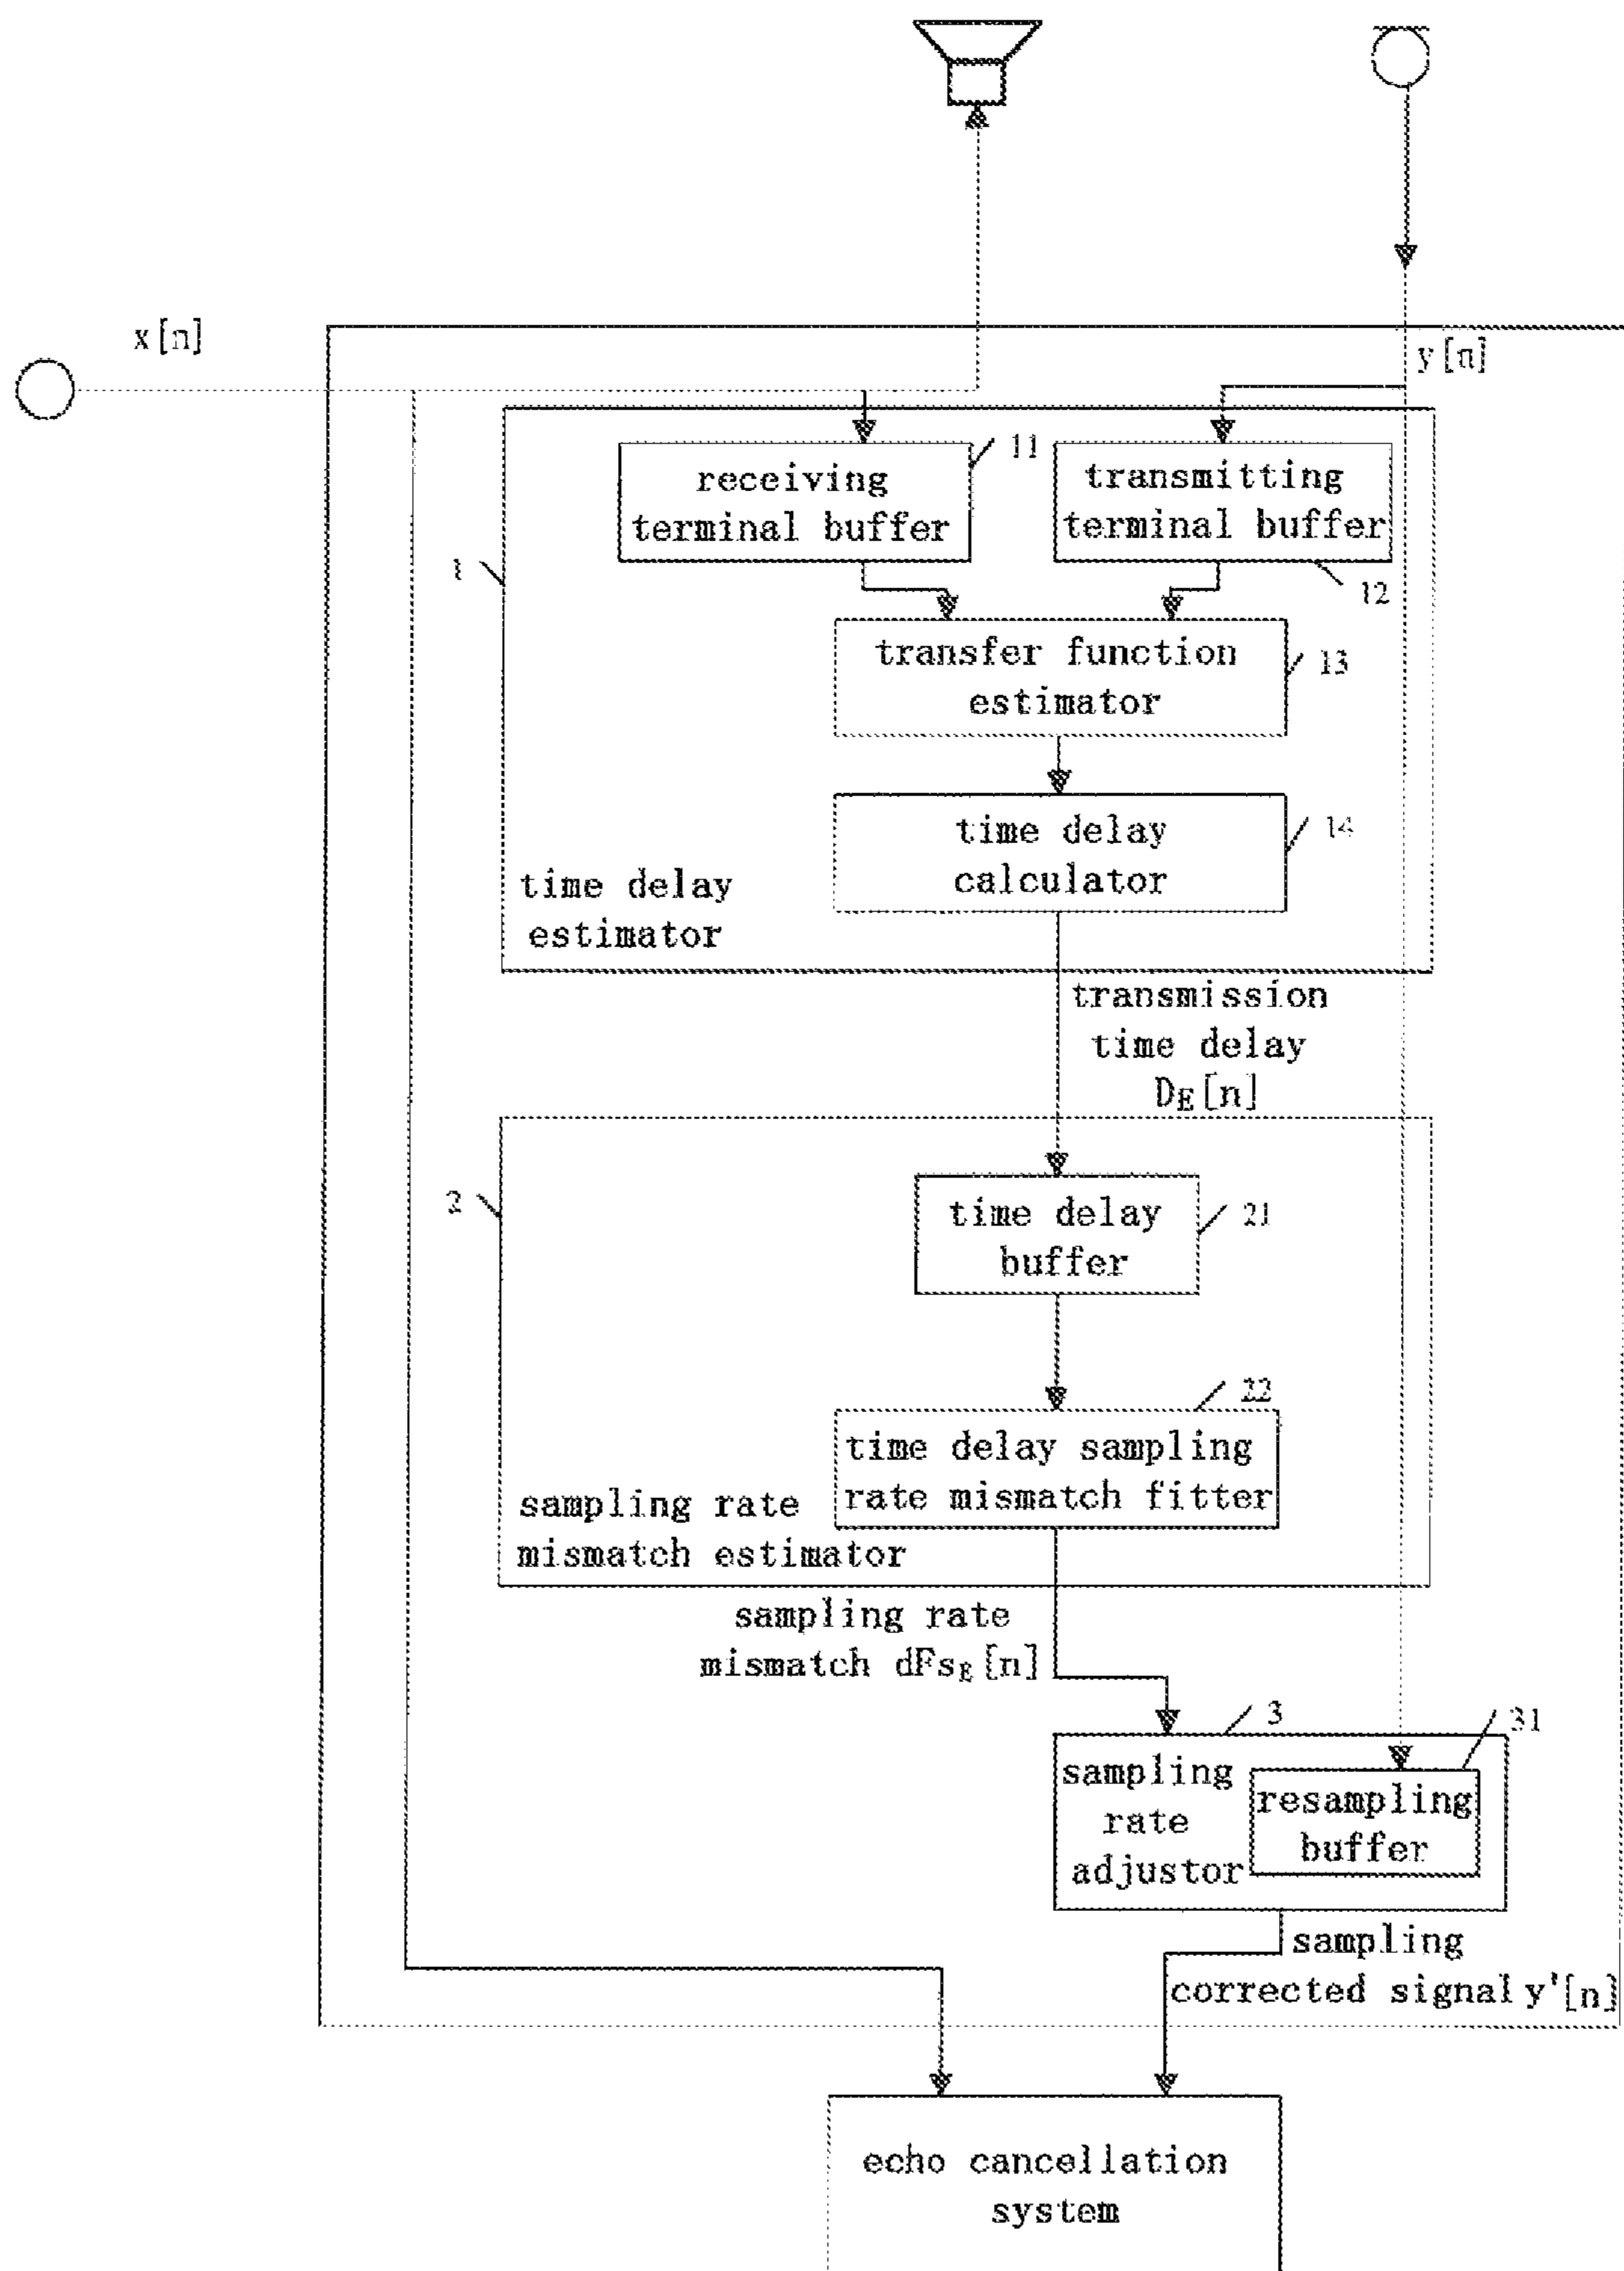 x[n]
y[n]
receiving
terminal buffer
11
transmitting
terminal buffer
12
1
transfer function
estimator
13
time delay
calculator
14
time delay
estimator
transmission
time delay
D_E[n]
2
time delay
buffer
21
22
time delay sampling
rate mismatch fitter
sampling rate
mismatch estimator
sampling rate
mismatch dFs_E[n]
3
31
sampling
rate
adjustor
resampling
buffer
sampling
corrected signal y'[n]
echo cancellation
system